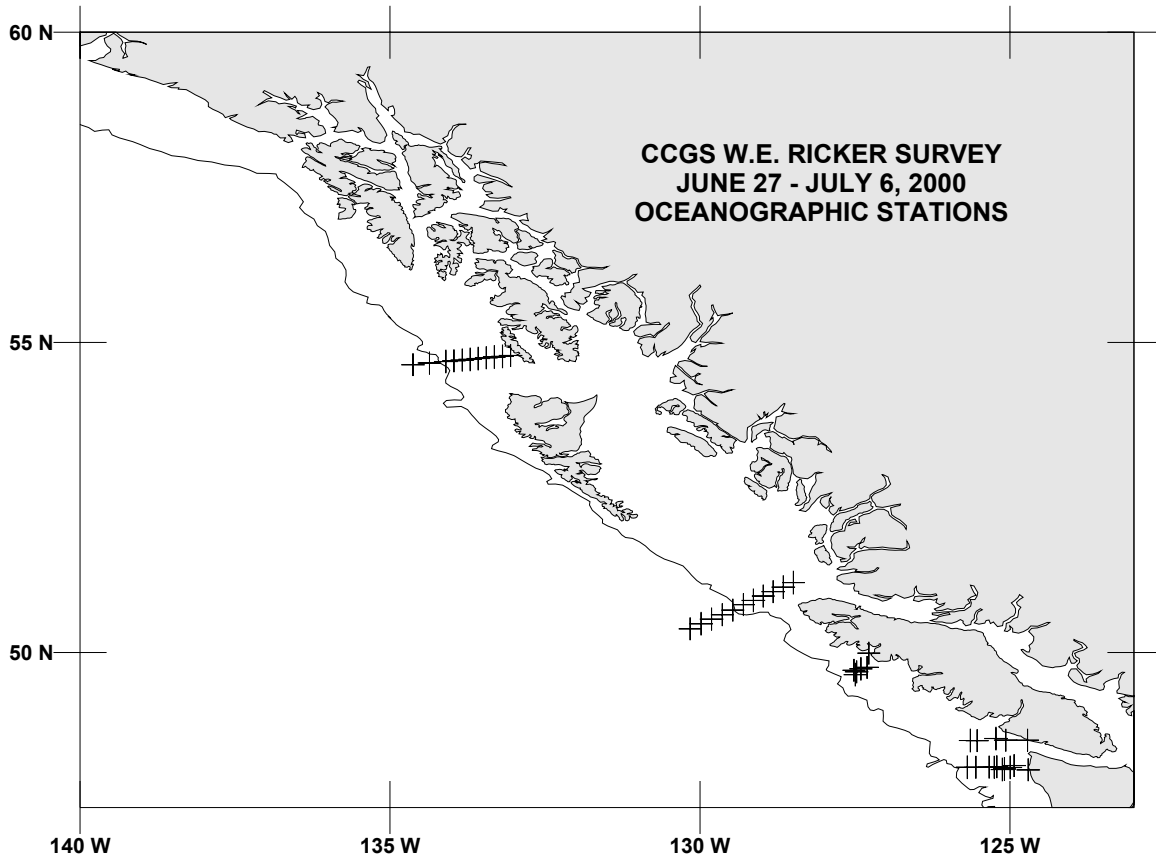 60 N
CCGS W.E. RICKER SURVEY
JUNE 27 - JULY 6, 2000
OCEANOGRAPHIC STATIONS
55 N
50 N
140 W 135 W 130 W 125 W